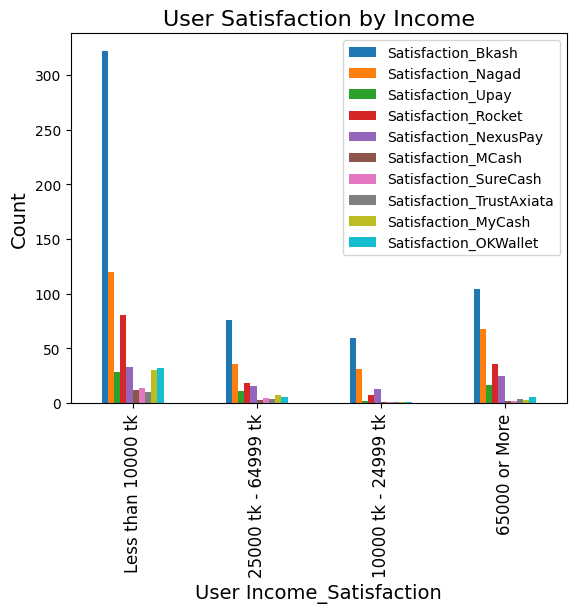 User Satisfaction by Income
Satisfaction_Bkash
Satisfaction_Nagad
Satisfaction_Upay
Satisfaction_Rocket
Satisfaction_NexusPay
Satisfaction_MCash
Satisfaction_SureCash
Satisfaction_TrustAxiata
Satisfaction_MyCash
Satisfaction_OKWallet
Count
300
250
200
150
100
50
0
Less than 10000 tk
25000 tk - 64999 tk
10000 tk - 24999 tk
65000 or More
User Income_Satisfaction